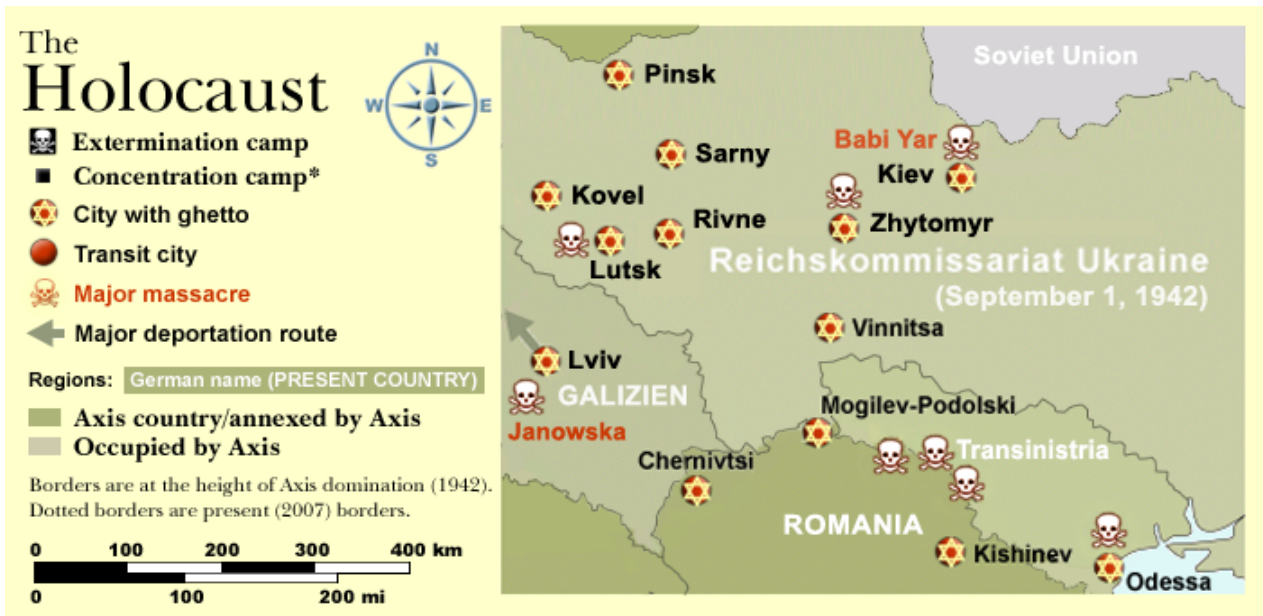 The
Holocaust
N
W
E
S
Extermination camp
Concentration camp*
City with ghetto
Transit city
Major massacre
Major deportation route
Regions: German name (PRESENT COUNTRY)
Axis country/annexed by Axis
Occupied by Axis
Borders are at the height of Axis domination (1942).
Dotted borders are present (2007) borders.
0 100 200 300 400 km
0 100 200 mi
Soviet Union
Pinsk
Babi Yar
Sarny
Kiev
Kovel
Rivne
Zhytomyr
Lutsk
Reichskommissariat Ukraine
(September 1, 1942)
Vinnitsa
Lviv
GALIZIEN
Mogilev-Podolski
Janowska
Transinistria
Chernivtsi
ROMANIA
Kishinev
Odessa